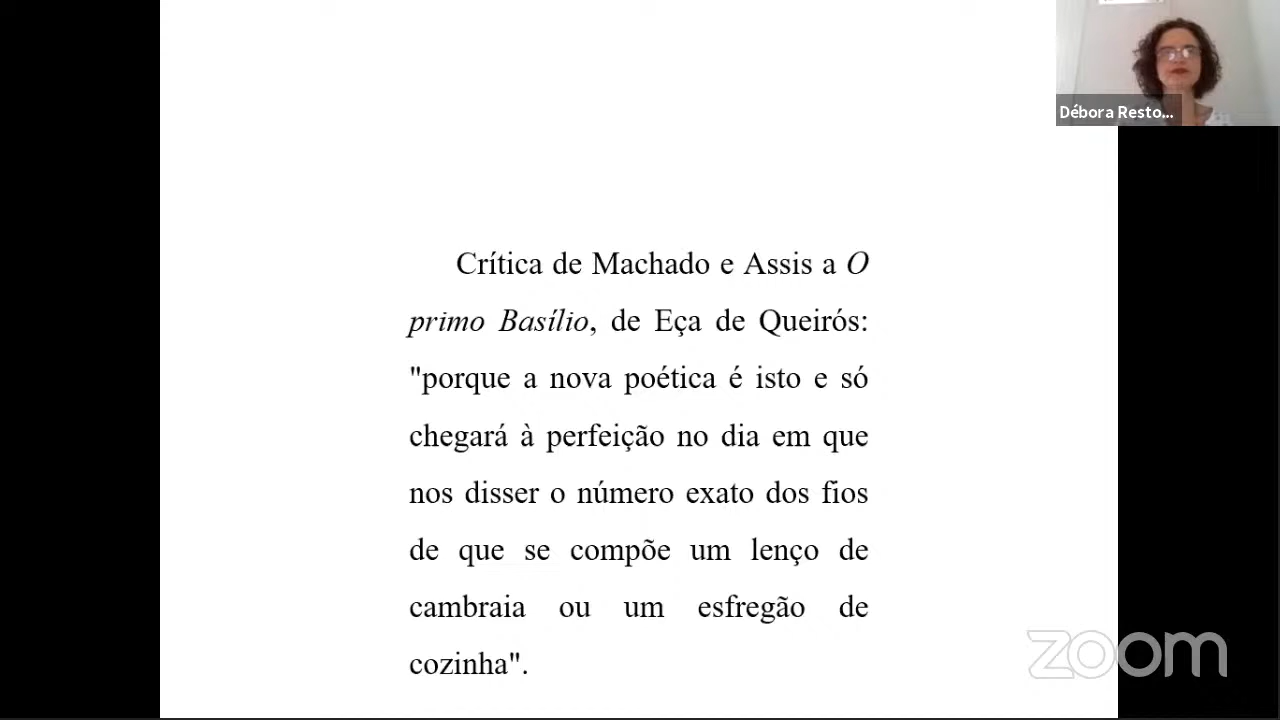 Débora Resto...
Crítica de Machado e Assis a O
primo Basílio, de Eça de Queirós:
"porque a nova poética é isto e só
chegará à perfeição no dia em que
nos disser o número exato dos fios
de que se compõe um lenço de
cambraia ou um esfregão de
cozinha".
zoom